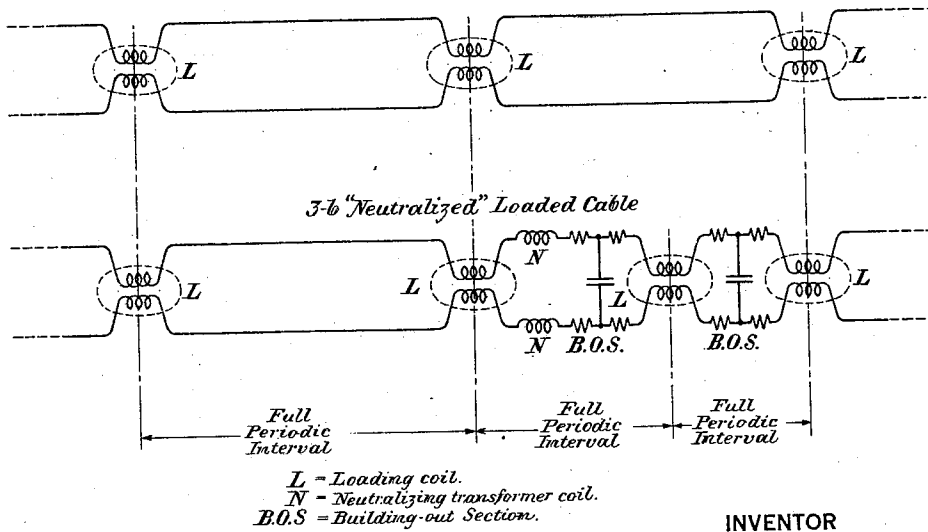 L
L
L
3-b "Neutralized" Loaded Cable
N
L
L
L
L
N
B.O.S.
B.O.S.
Full Periodic Interval
Full Periodic Interval
Full Periodic Interval
L = Loading coil.
N = Neutralizing transformer coil.
B.O.S = Building-out Section.
INVENTOR